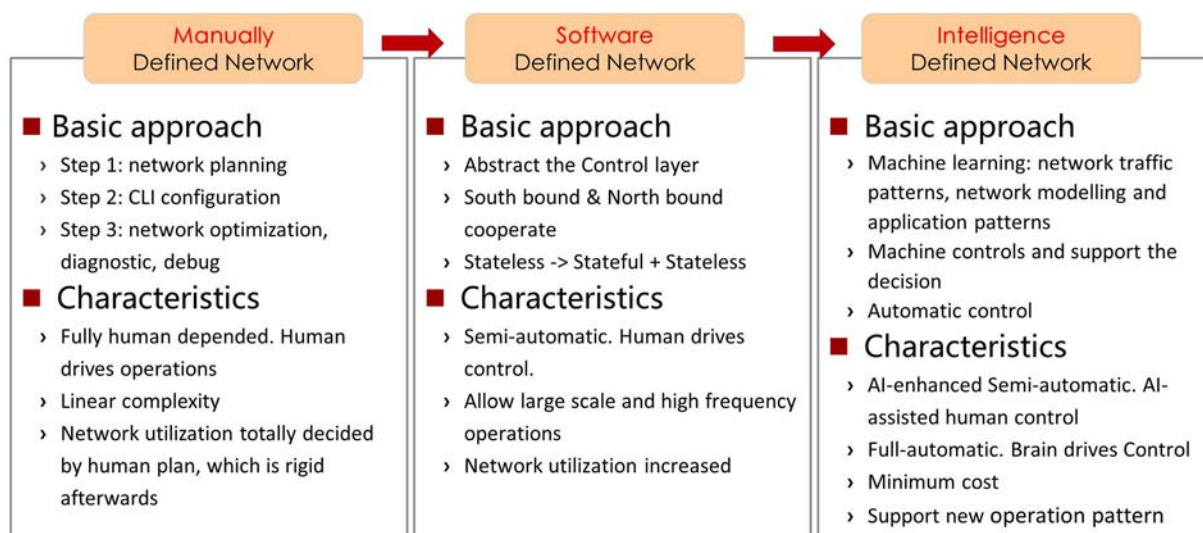 Manually
Defined Network
Software
Defined Network
Intelligence
Defined Network
Basic approach
› Step 1: network planning
› Step 2: CLI configuration
› Step 3: network optimization,
diagnostic, debug
Characteristics
› Fully human depended. Human
drives operations
› Linear complexity
› Network utilization totally decided
by human plan, which is rigid
afterwards
Basic approach
› Abstract the Control layer
› South bound & North bound
cooperate
› Stateless -> Stateful + Stateless
Characteristics
› Semi-automatic. Human drives
control.
› Allow large scale and high frequency
operations
› Network utilization increased
Basic approach
› Machine learning: network traffic
patterns, network modelling and
application patterns
› Machine controls and support the
decision
› Automatic control
Characteristics
› AI-enhanced Semi-automatic. AI-
assisted human control
› Full-automatic. Brain drives Control
› Minimum cost
› Support new operation pattern